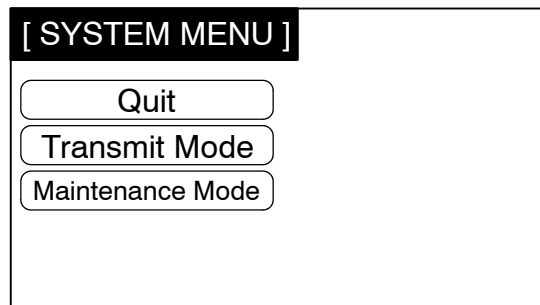 [ SYSTEM MENU ]
Quit
Transmit Mode
Maintenance Mode